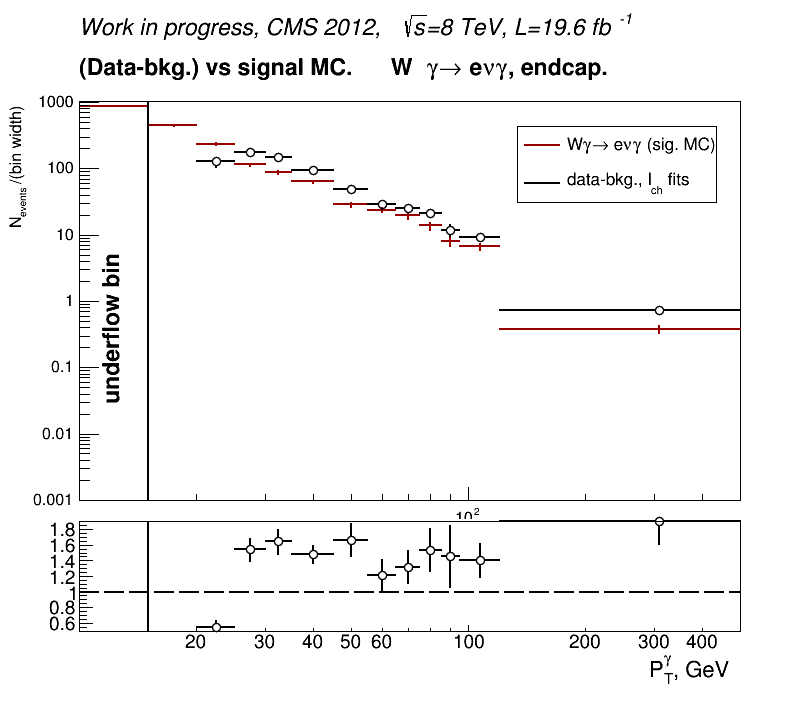 Work in progress, CMS 2012, √s=8 TeV, L=19.6 fb -1
(Data-bkg.) vs signal MC. W γ→ eνγ, endcap.
N events /(bin width)
1000
100
10
1
0.1
0.01
0.001
underflow bin
Wγ→ eνγ (sig. MC)
data-bkg., I ch fits
10²
1.8
1.6
1.4
1.2
1
0.8
0.6
20 30 40 50 60 100 200 300 400
P T γ, GeV